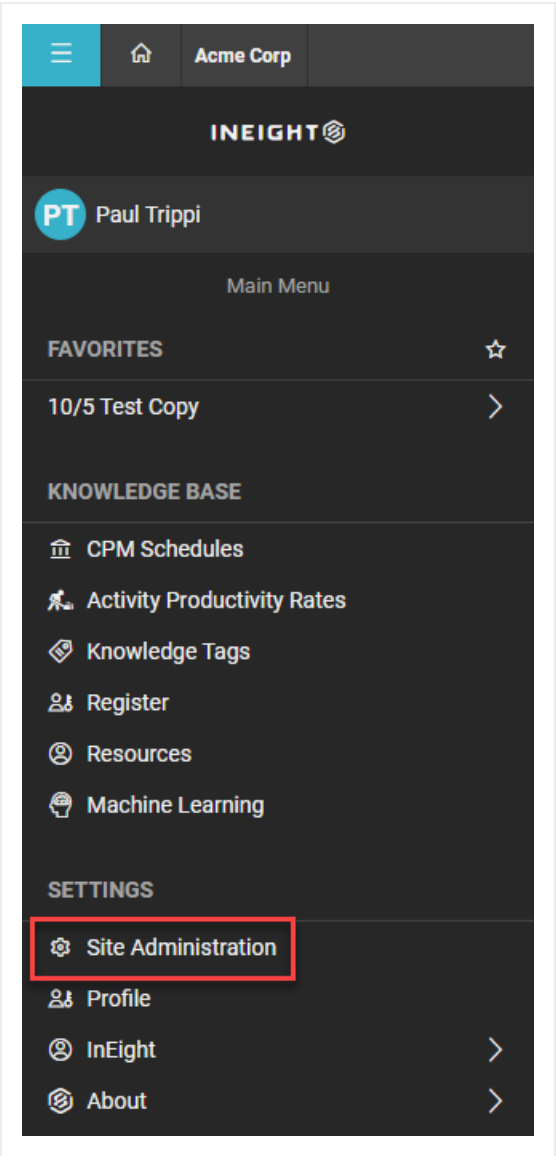 Acme Corp
INEIGHT
PT Paul Trippi
Main Menu
FAVORITES
10/5 Test Copy
KNOWLEDGE BASE
CPM Schedules
Activity Productivity Rates
Knowledge Tags
Register
Resources
Machine Learning
SETTINGS
Site Administration
Profile
InEight
About